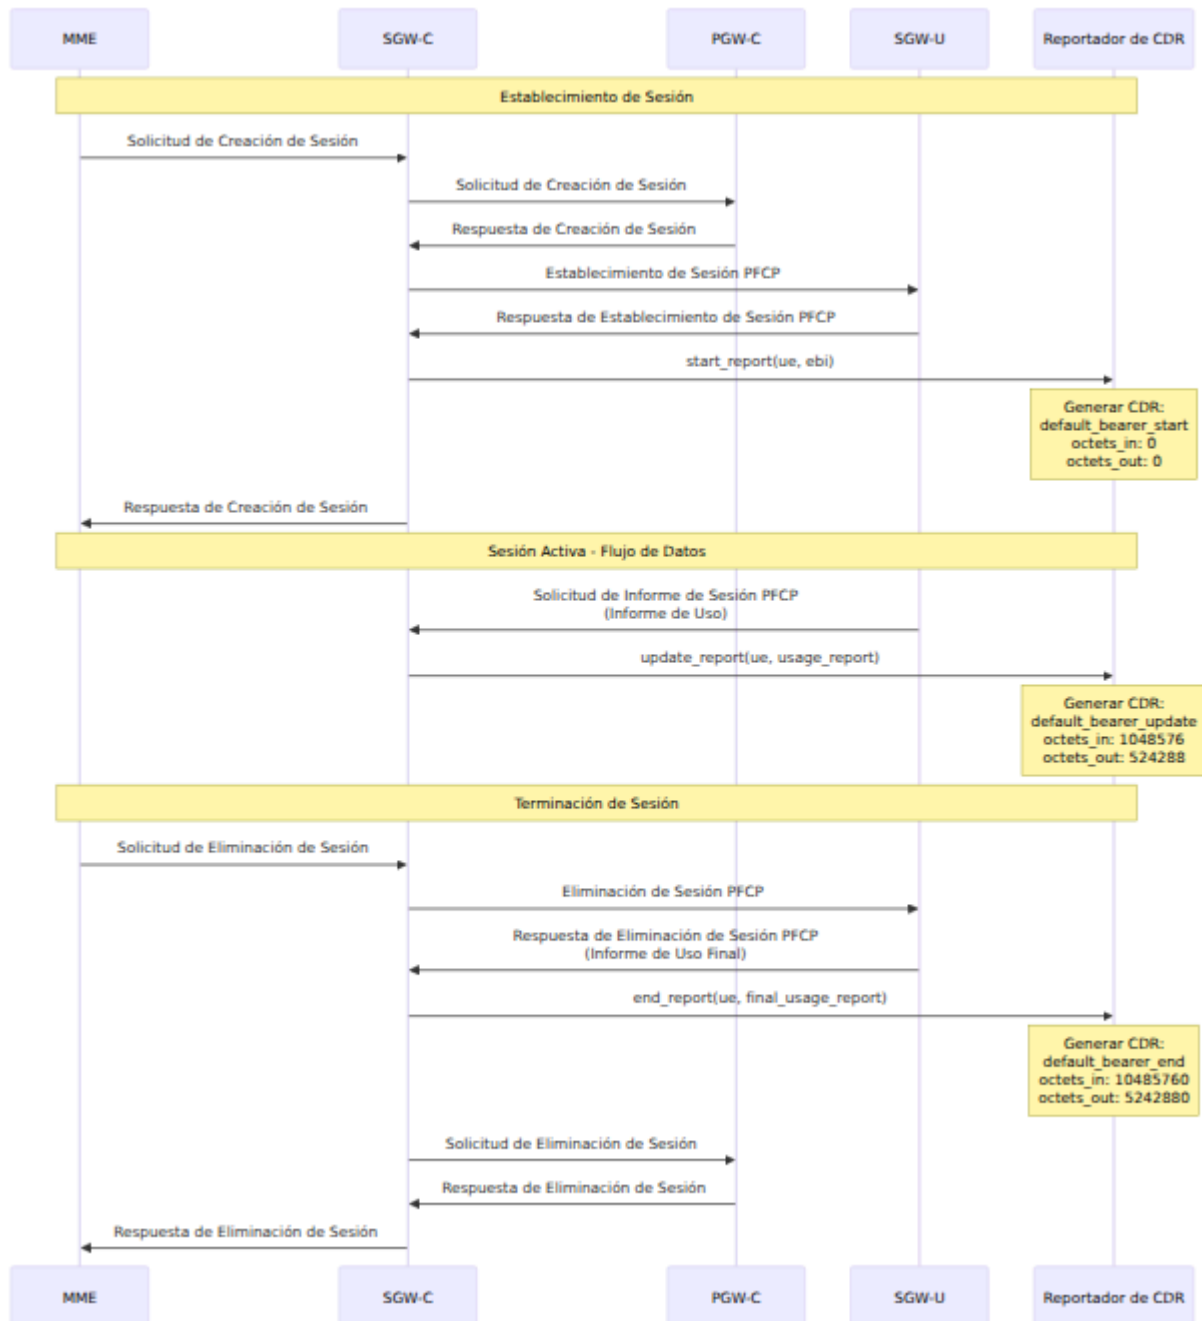 MME
SGW-C
PGW-C
SGW-U
Reportador de CDR
Establecimiento de Sesión
Solicitud de Creación de Sesión
Solicitud de Creación de Sesión
Respuesta de Creación de Sesión
Establecimiento de Sesión PFCP
Respuesta de Establecimiento de Sesión PFCP
start_report(ue, ebi)
Generar CDR:
default_bearer_start
octets_in: 0
octets_out: 0
Respuesta de Creación de Sesión
Sesión Activa - Flujo de Datos
Solicitud de Informe de Sesión PFCP
(Informe de Uso)
update_report(ue, usage_report)
Generar CDR:
default_bearer_update
octets_in: 1048576
octets_out: 524288
Terminación de Sesión
Solicitud de Eliminación de Sesión
Eliminación de Sesión PFCP
Respuesta de Eliminación de Sesión PFCP
(Informe de Uso Final)
end_report(ue, final_usage_report)
Generar CDR:
default_bearer_end
octets_in: 10485760
octets_out: 5242880
Solicitud de Eliminación de Sesión
Respuesta de Eliminación de Sesión
Respuesta de Eliminación de Sesión
MME
SGW-C
PGW-C
SGW-U
Reportador de CDR